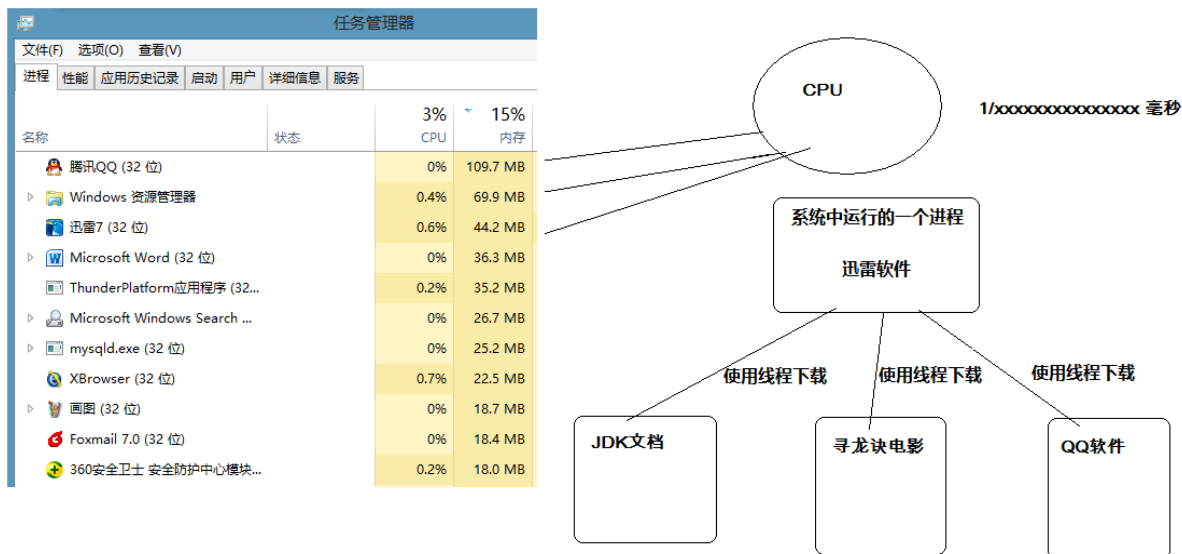 任务管理器
文件(F) 选项(O) 查看(V)
进程 性能 应用历史记录 启动 用户 详细信息 服务
3% 15%
名称 状态 CPU 内存
腾讯QQ (32 位) 0% 109.7 MB
Windows 资源管理器 0.4% 69.9 MB
迅雷7 (32 位) 0.6% 44.2 MB
Microsoft Word (32 位) 0% 36.3 MB
ThunderPlatform应用程序 (32... 0.2% 35.2 MB
Microsoft Windows Search ... 0% 26.7 MB
mysqld.exe (32 位) 0% 25.2 MB
XBrowser (32 位) 0.7% 22.5 MB
画图 (32 位) 0% 18.7 MB
Foxmail 7.0 (32 位) 0% 18.4 MB
360安全卫士 安全防护中心模块... 0.2% 18.0 MB
CPU
1/xxxxxxxxxxxxxxx 毫秒
系统中运行的一个进程
迅雷软件
使用线程下载 使用线程下载 使用线程下载
JDK文档 寻龙诀电影 QQ软件